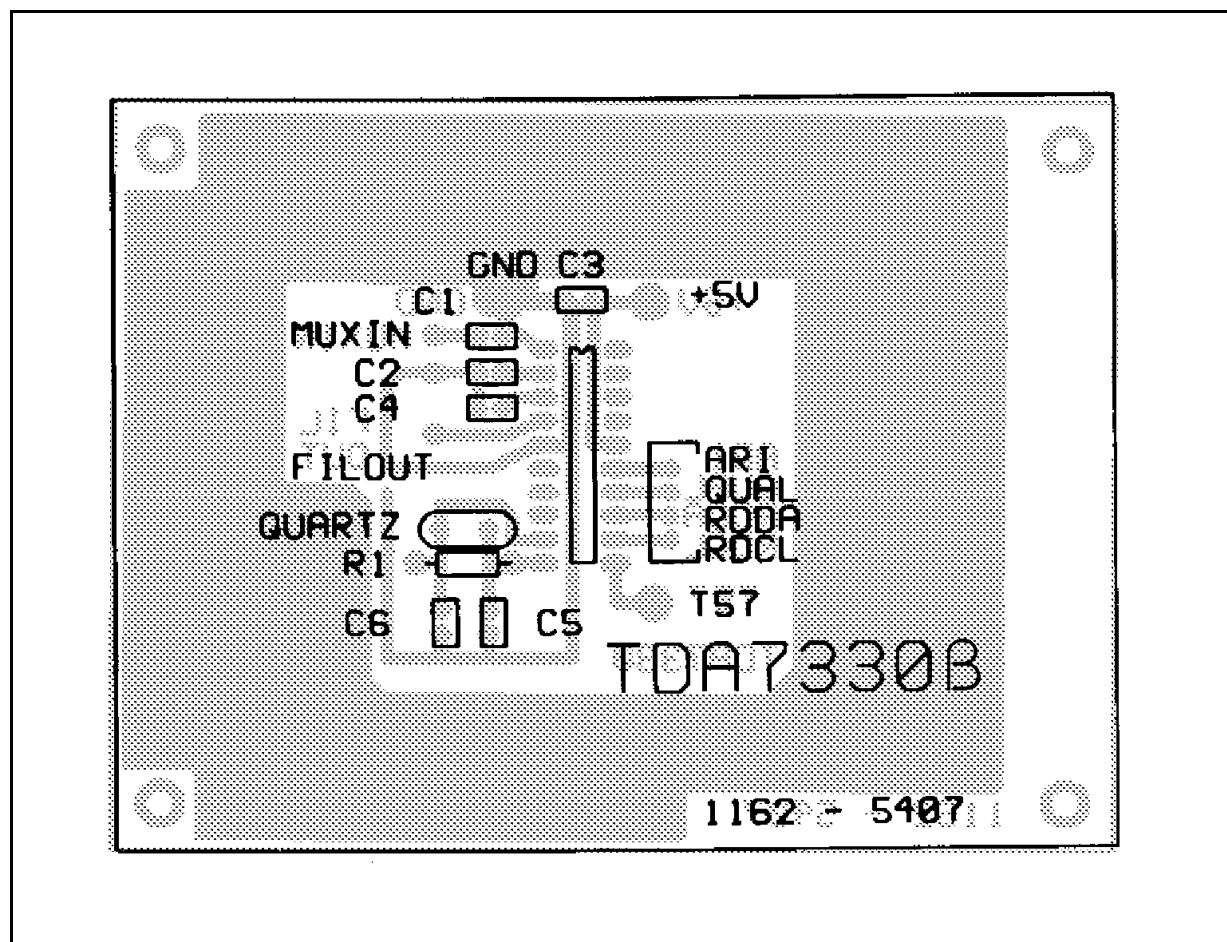 GND C3
C1
+5V
MUXIN
C2
C4
FILOUT
ARI
QUAL
RDDA
RDCL
QUARTZ
R1
C6
C5
T57
TDA7330B
1162 - 5407